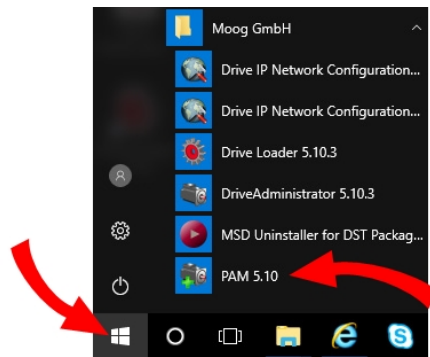 Moog GmbH
Drive IP Network Configuration...
Drive IP Network Configuration...
Drive Loader 5.10.3
DriveAdministrator 5.10.3
MSD Uninstaller for DST Packag...
PAM 5.10